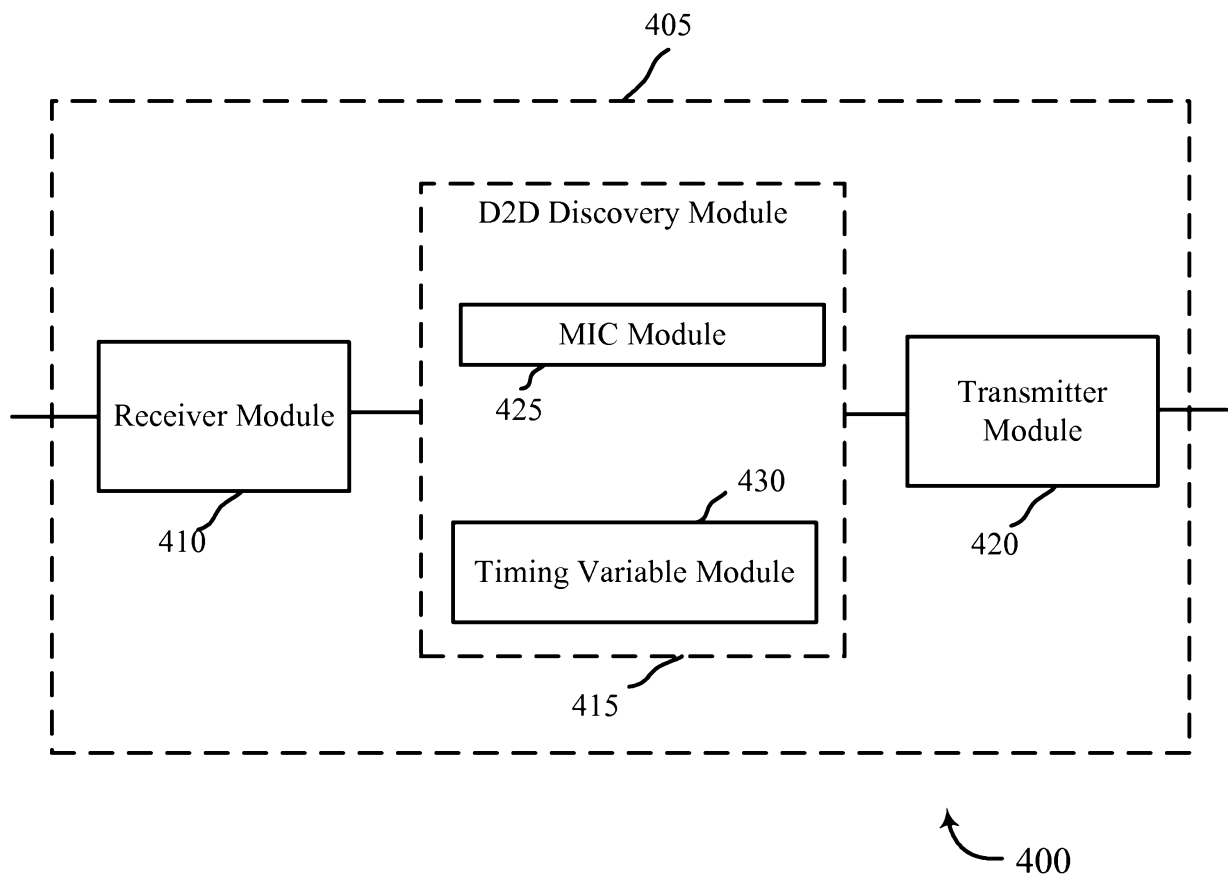 405
D2D Discovery Module
MIC Module
425
Receiver Module
410
Transmitter
Module
420
430
Timing Variable Module
415
400